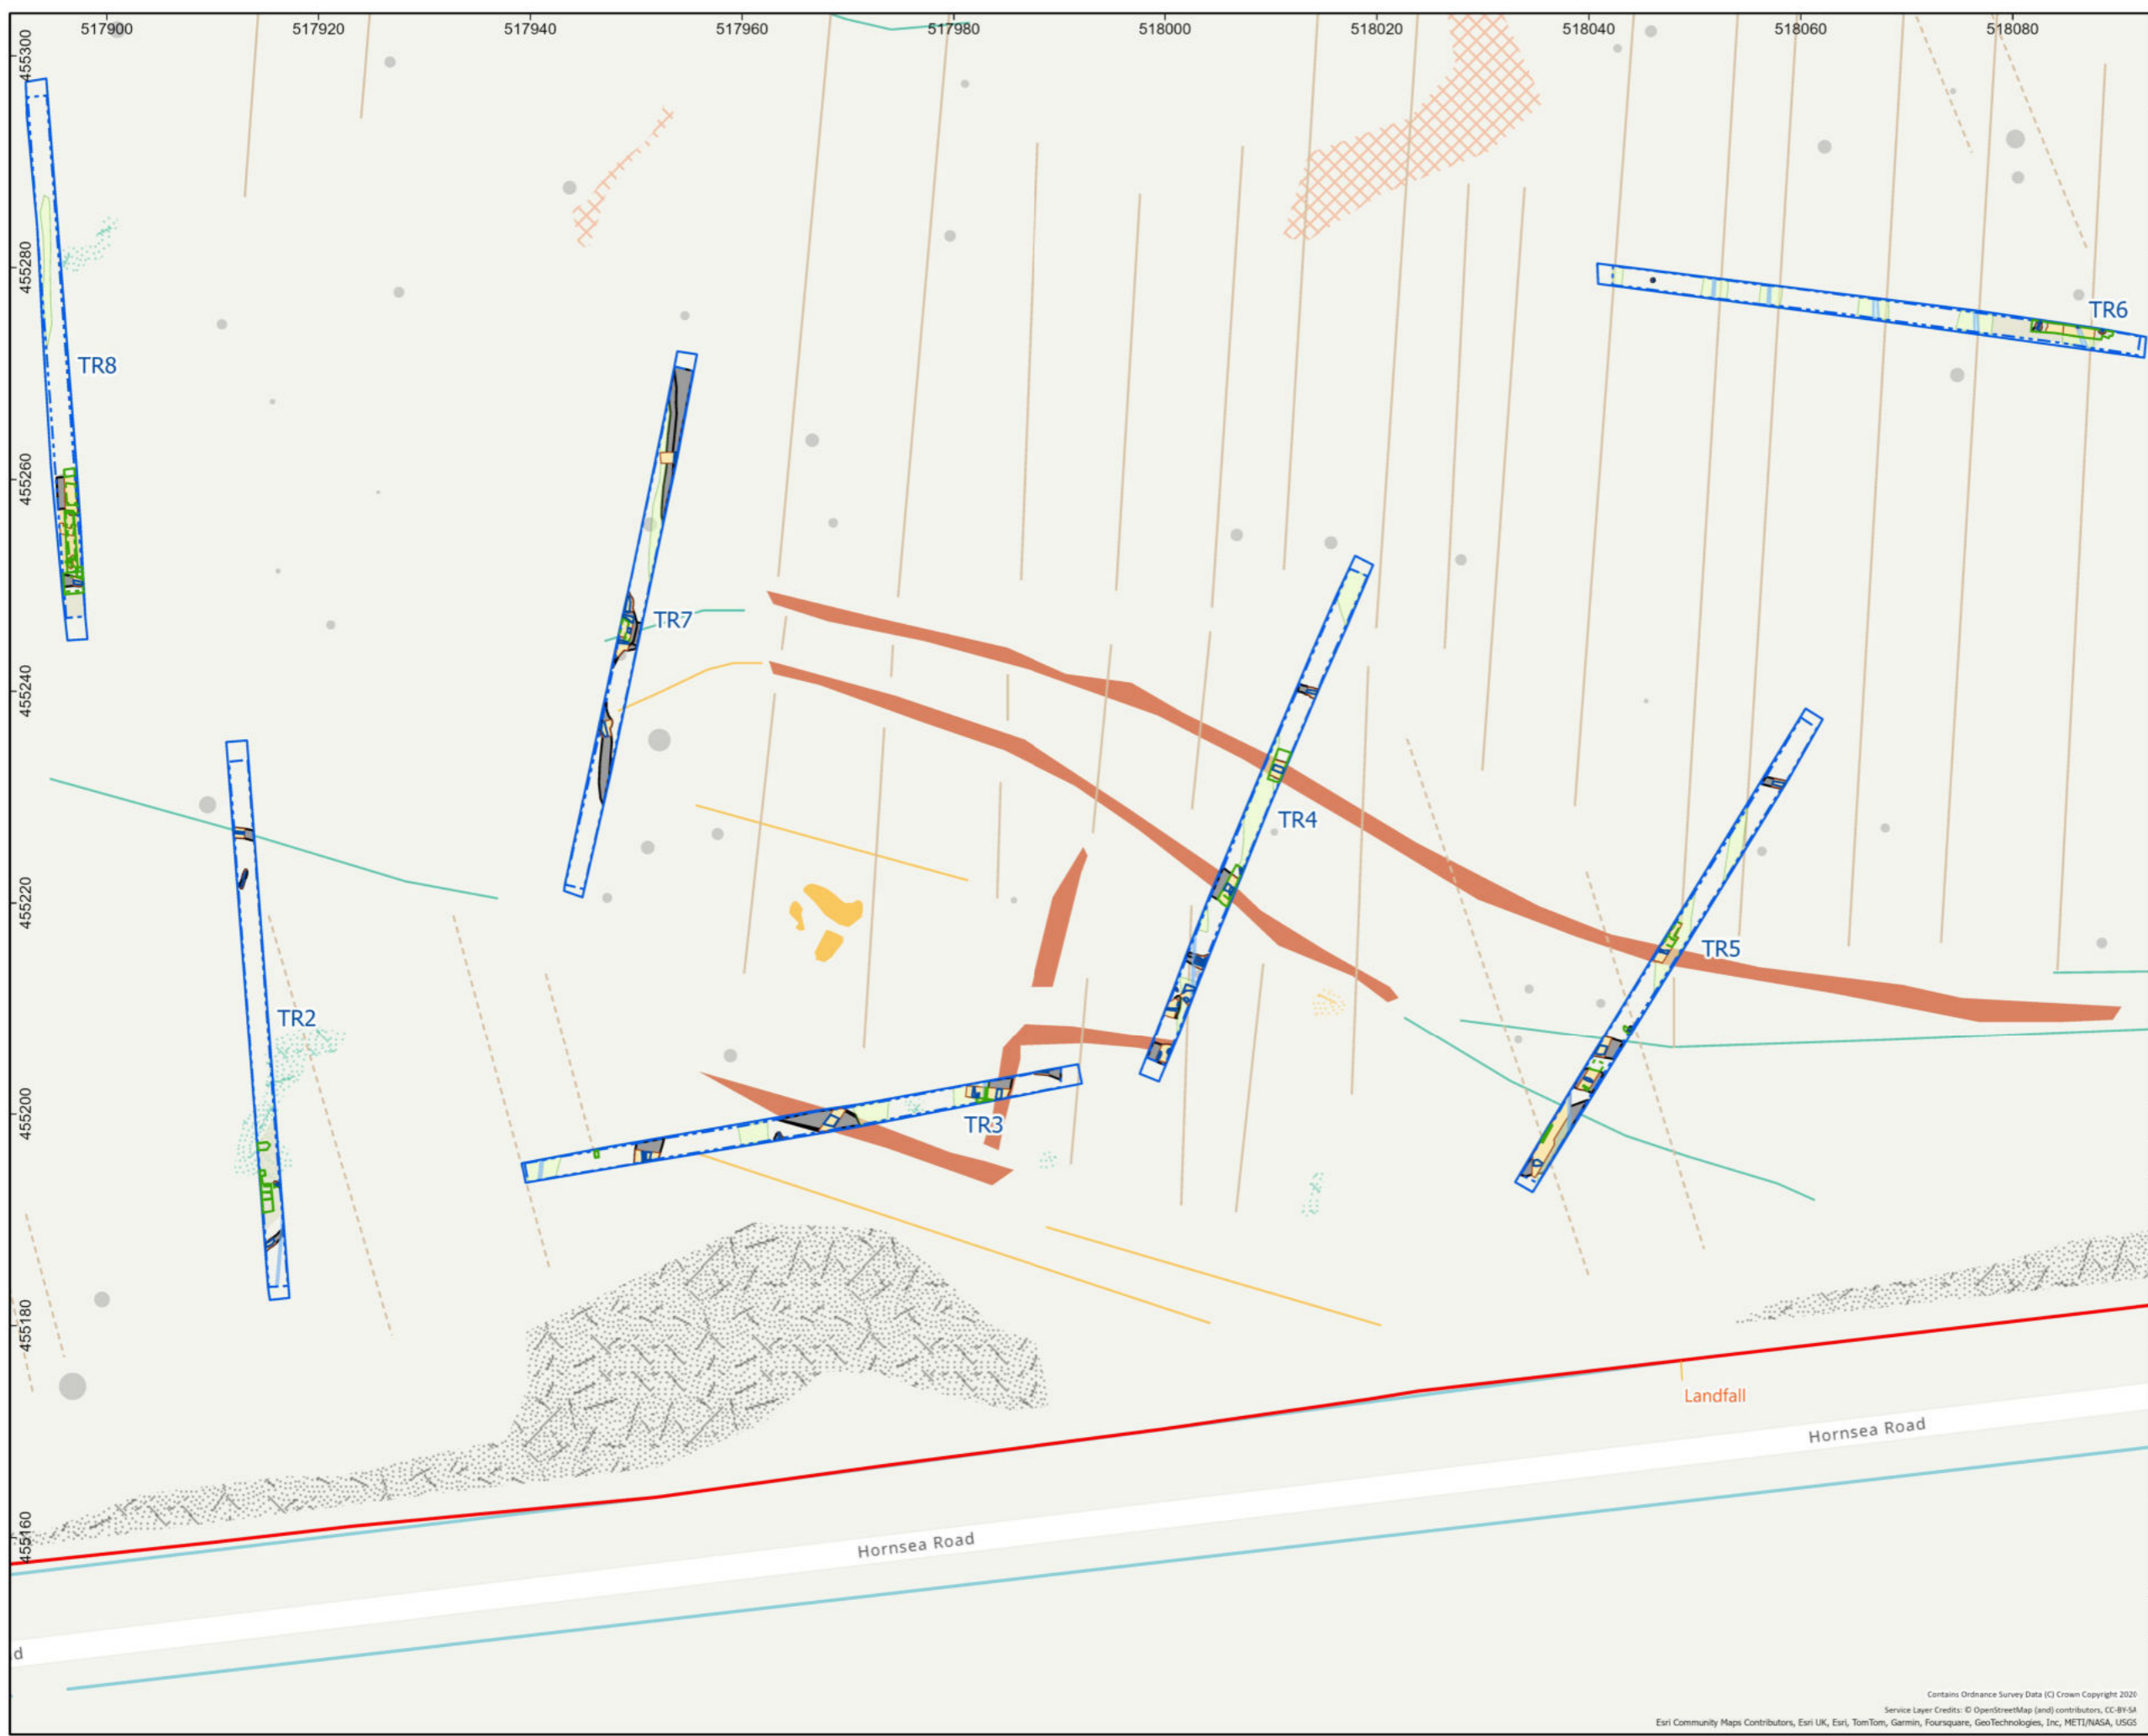 517900 517920 517940 517960 517980 518000 518020 518040 518060 518080
455300
455280
455260
455240
455220
455200
455180
455160
TR6
TR8
TR7
TR4
TR5
TR2
TR3
Landfall
Hornsea Road
Hornsea Road
d
Contains Ordnance Survey Data (C) Crown Copyright 2020
Service Layer Credits: © OpenStreetMap (and) contributors, CC-BY-SA
Esri Community Maps Contributors, Esri UK, Esri, TomTom, Garmin, Foursquare, GeoTechnologies, Inc, METI/NASA, USGS